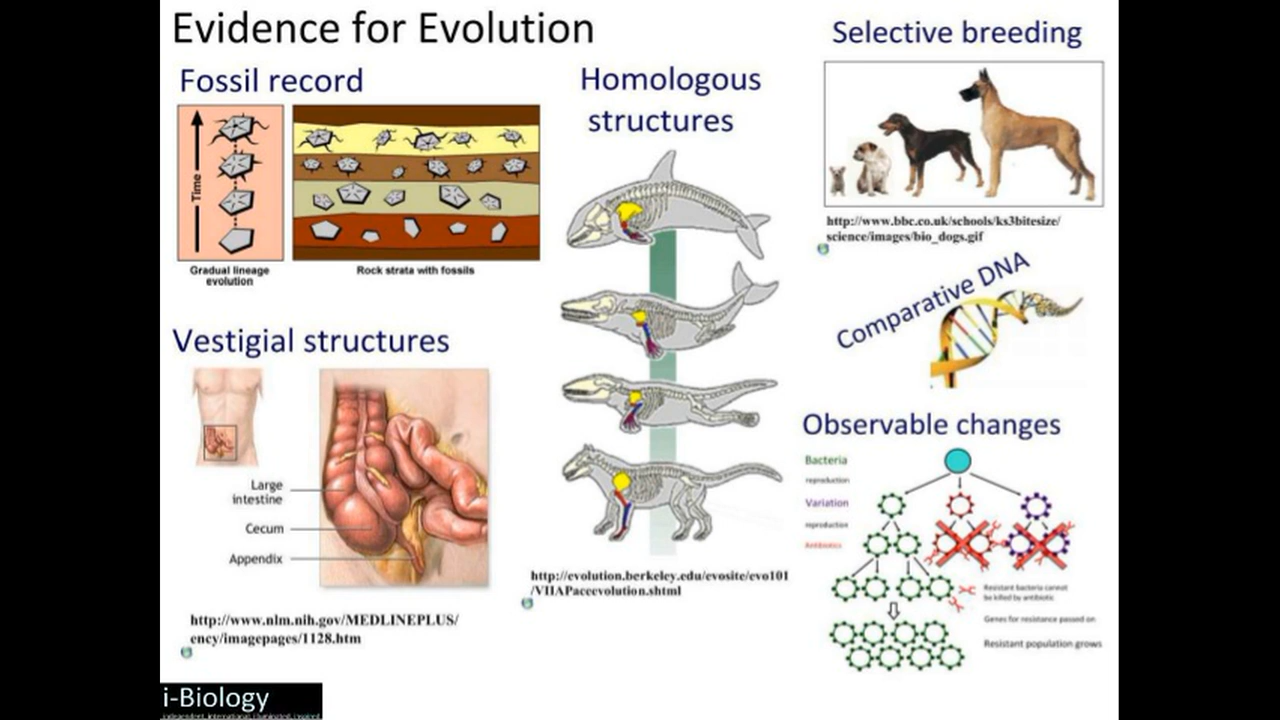 Evidence for Evolution
Fossil record
Time
Gradual lineage
evolution
Rock strata with fossils
Vestigial structures
Large
intestine
Cecum
Appendix
http://www.nlm.nih.gov/MEDLINEPLUS/
ency/imagepages/1128.htm
Homologous
structures
http://evolution.berkeley.edu/evosite/evo101
/VIIAPaceevolution.shtml
Selective breeding
http://www.bbc.co.uk/schools/ks3bitesize/
science/images/bio_dogs.gif
Comparative DNA
Observable changes
Bacteria
reproduction
Variation
reproduction
Antibiotics
Resistant bacteria cannot
be killed by antibiotic
Genes for resistance passed on
Resistant population grows
i-Biology